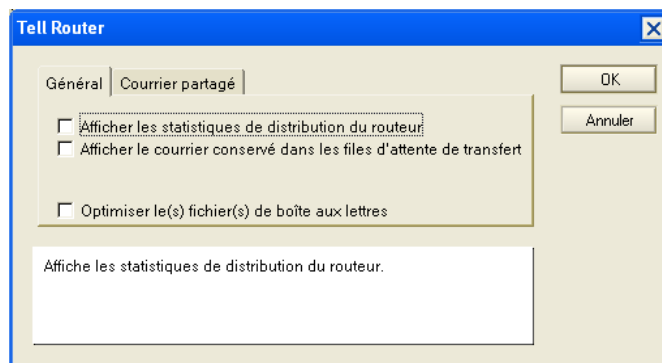 Tell Router
Général
Courrier partagé
OK
Annuler
Afficher les statistiques de distribution du routeur
Afficher le courrier conservé dans les files d'attente de transfert
Optimiser le(s) fichier(s) de boîte aux lettres
Affiche les statistiques de distribution du routeur.